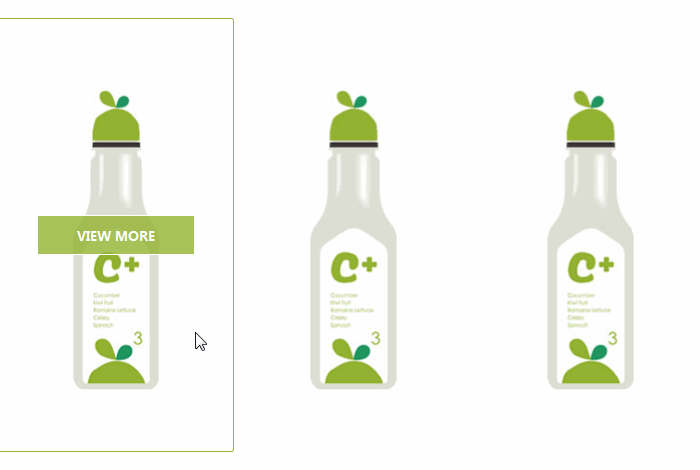 VIEW MORE
C+
Cucumber
Kiwi fruit
Romaine Lettuce
Celery
Spinach
3
C+
Cucumber
Kiwi fruit
Romaine Lettuce
Celery
Spinach
3
C+
Cucumber
Kiwi fruit
Romaine Lettuce
Celery
Spinach
3